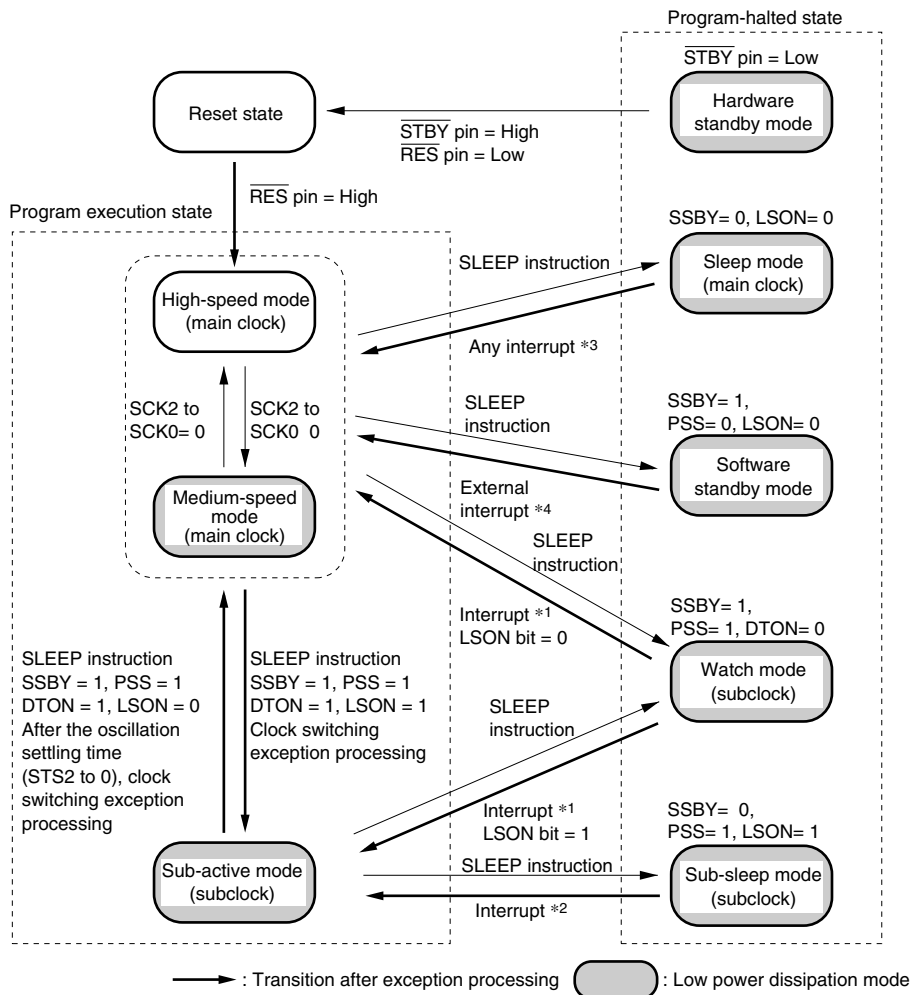 Program-halted state
STBY pin = Low
Hardware
standby mode
Reset state
STBY pin = High
RES pin = Low
RES pin = High
Program execution state
SSBY= 0, LSON= 0
Sleep mode
(main clock)
SLEEP instruction
Any interrupt *3
High-speed mode
(main clock)
SCK2 to
SCK0= 0
SCK2 to
SCK0 0
Medium-speed
mode
(main clock)
SLEEP
instruction
External
interrupt *4
SSBY= 1,
PSS= 0, LSON= 0
Software
standby mode
SLEEP
instruction
Interrupt *1
LSON bit = 0
SSBY= 1,
PSS= 1, DTON= 0
Watch mode
(subclock)
SLEEP instruction
SSBY = 1, PSS = 1
DTON = 1, LSON = 0
After the oscillation
settling time
(STS2 to 0), clock
switching exception
processing
SLEEP instruction
SSBY = 1, PSS = 1
DTON = 1, LSON = 1
Clock switching
exception processing
SLEEP
instruction
Interrupt *1
LSON bit = 1
SSBY= 0,
PSS= 1, LSON= 1
Sub-active mode
(subclock)
SLEEP instruction
Interrupt *2
Sub-sleep mode
(subclock)
: Transition after exception processing
: Low power dissipation mode